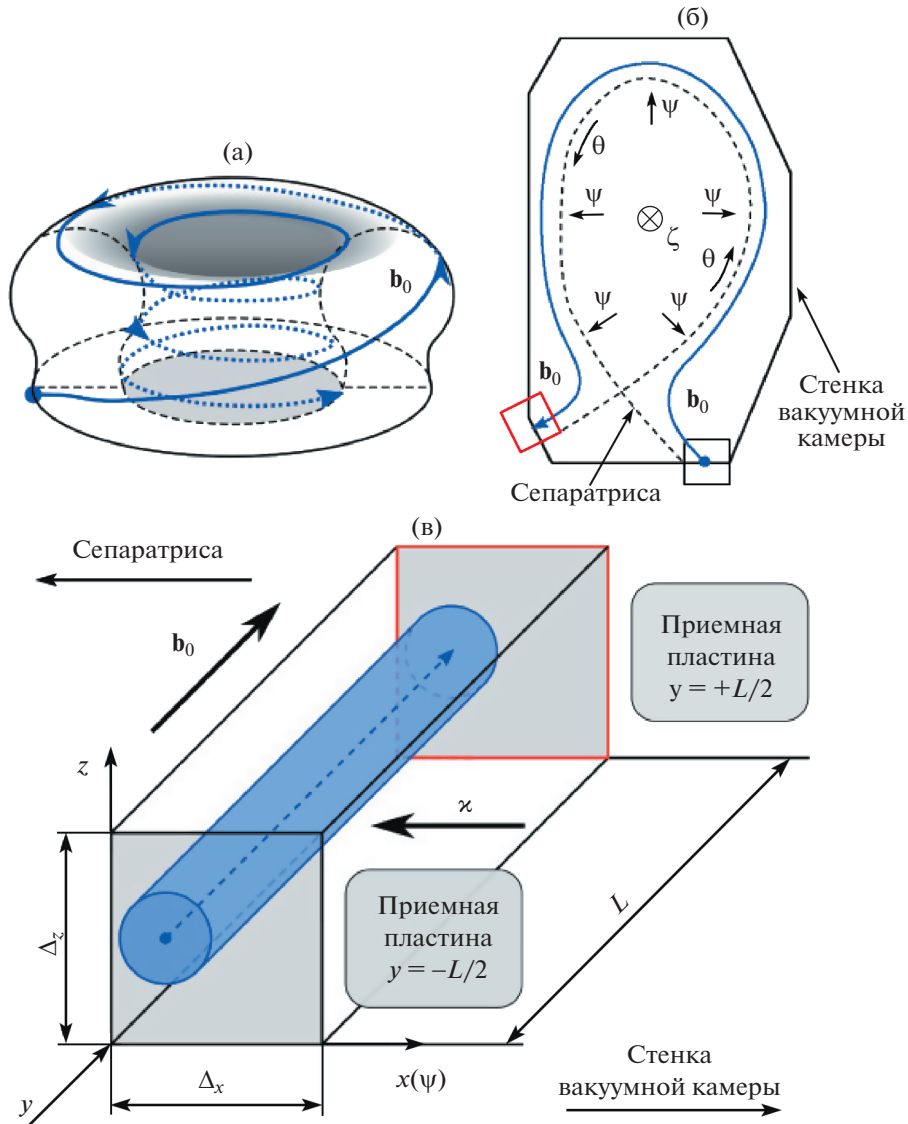 (а)
b₀
(б)
ψ
θ
ψ
ψ
ζ
θ
ψ
ψ
b₀
b₀
Стенка
вакуумной
камеры
Сепаратриса
(в)
Сепаратриса
b₀
Приемная
пластина
y = +L/2
z
ϰ
L
Приемная
пластина
y = –L/2
Δz
Δx
x(ψ)
y
Стенка
вакуумной камеры